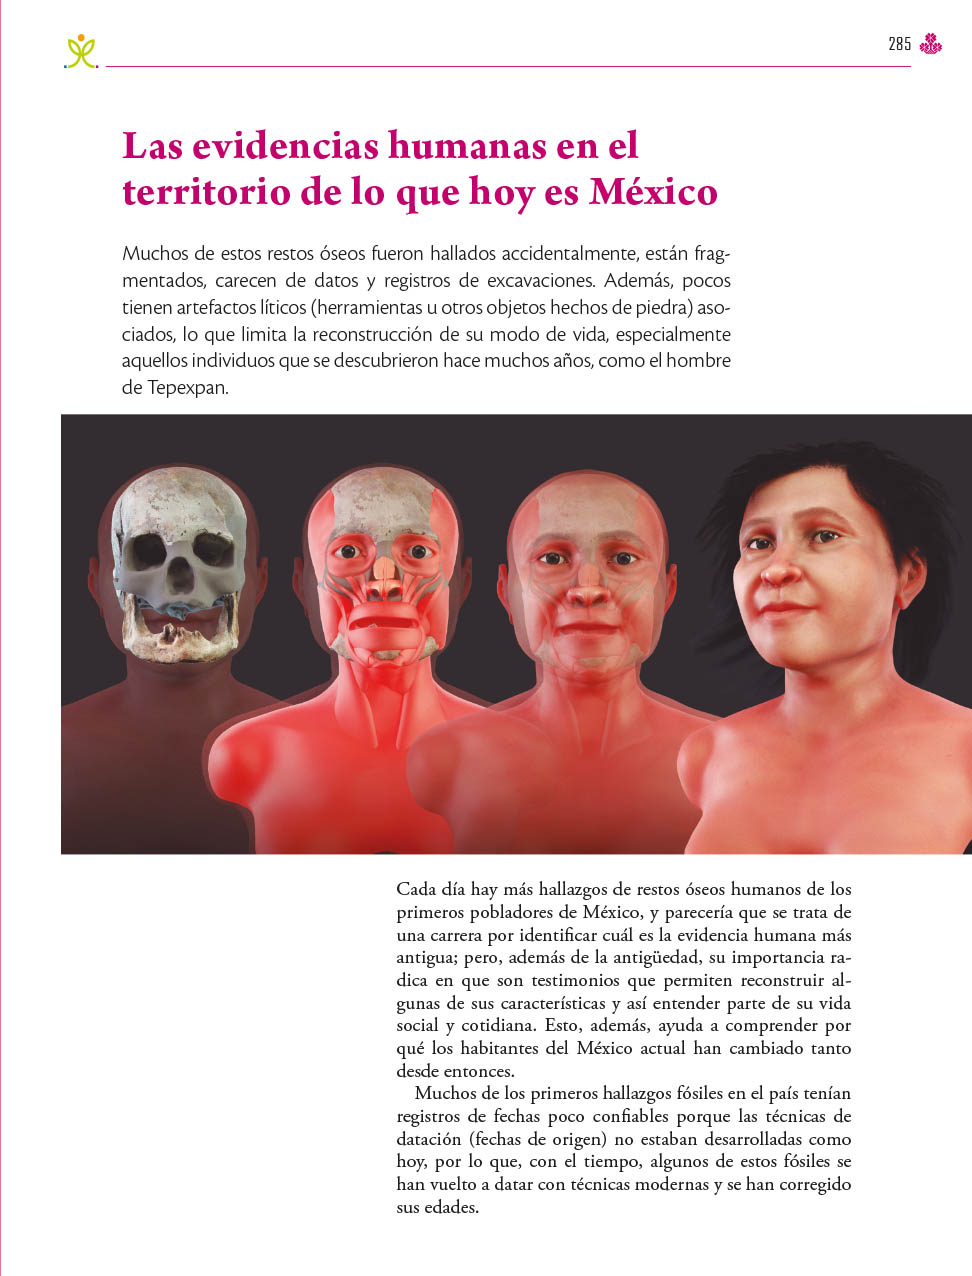 285
Las evidencias humanas en el
territorio de lo que hoy es México
Muchos de estos restos óseos fueron hallados accidentalmente, están frag-
mentados, carecen de datos y registros de excavaciones. Además, pocos
tienen artefactos líticos (herramientas u otros objetos hechos de piedra) aso-
ciados, lo que limita la reconstrucción de su modo de vida, especialmente
aquellos individuos que se descubrieron hace muchos años, como el hombre
de Tepexpan.
Cada día hay más hallazgos de restos óseos humanos de los
primeros pobladores de México, y parecería que se trata de
una carrera por identificar cuál es la evidencia humana más
antigua; pero, además de la antigüedad, su importancia ra-
dica en que son testimonios que permiten reconstruir al-
gunas de sus características y así entender parte de su vida
social y cotidiana. Esto, además, ayuda a comprender por
qué los habitantes del México actual han cambiado tanto
desde entonces.
Muchos de los primeros hallazgos fósiles en el país tenían
registros de fechas poco confiables porque las técnicas de
datación (fechas de origen) no estaban desarrolladas como
hoy, por lo que, con el tiempo, algunos de estos fósiles se
han vuelto a datar con técnicas modernas y se han corregido
sus edades.